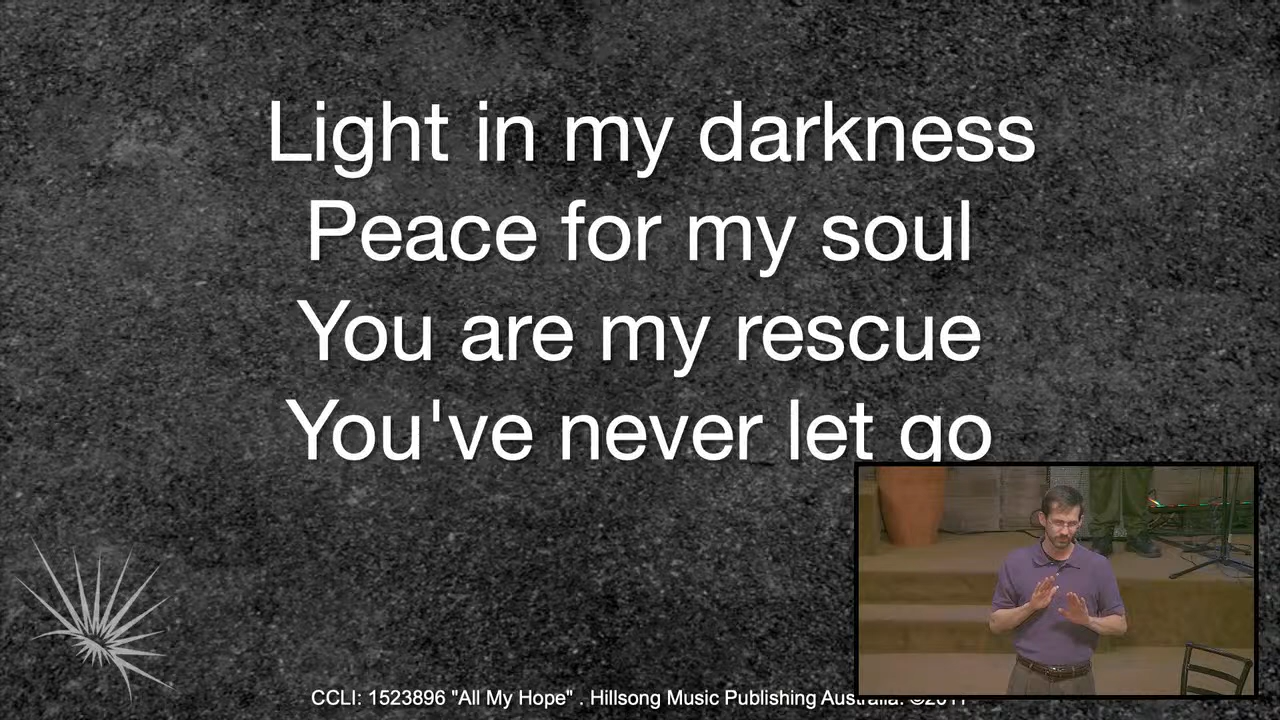 Light in my darkness
Peace for my soul
You are my rescue
You've never let go
CCLI: 1523896 "All My Hope" . Hillsong Music Publishing Australia. ©2011